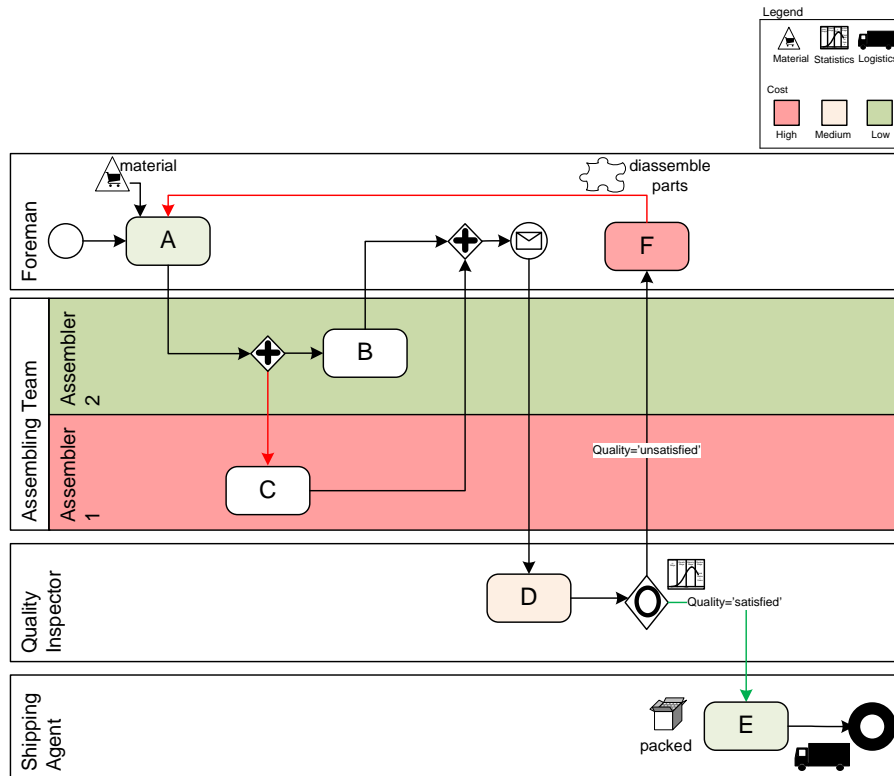 Legend
Material Statistics Logistics
Cost
High Medium Low
Foreman
material
diassemble
parts
A
F
Assembling Team
Assembler
2
B
Assembler
1
C
Quality='unsatisfied'
Quality
Inspector
D
Quality='satisfied'
Shipping
Agent
packed
E